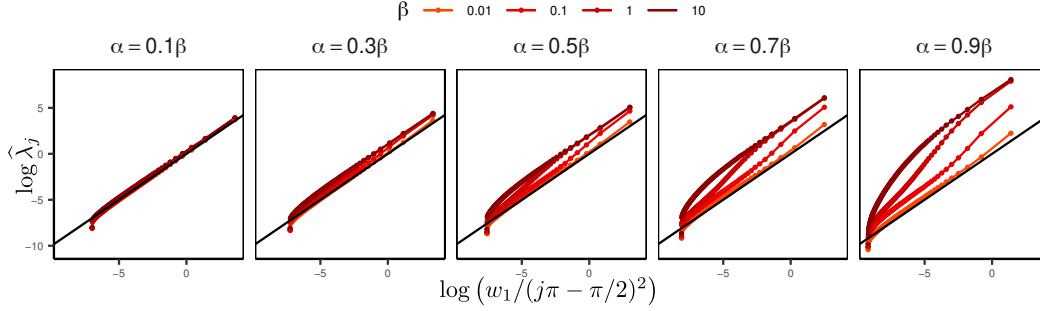 β 0.01 0.1 1 10
α = 0.1β α = 0.3β α = 0.5β α = 0.7β α = 0.9β
log λ̂_j
5
0
−5
−10
−5 0 −5 0 −5 0 −5 0 −5 0
log (w₁/(jπ − π/2)²)